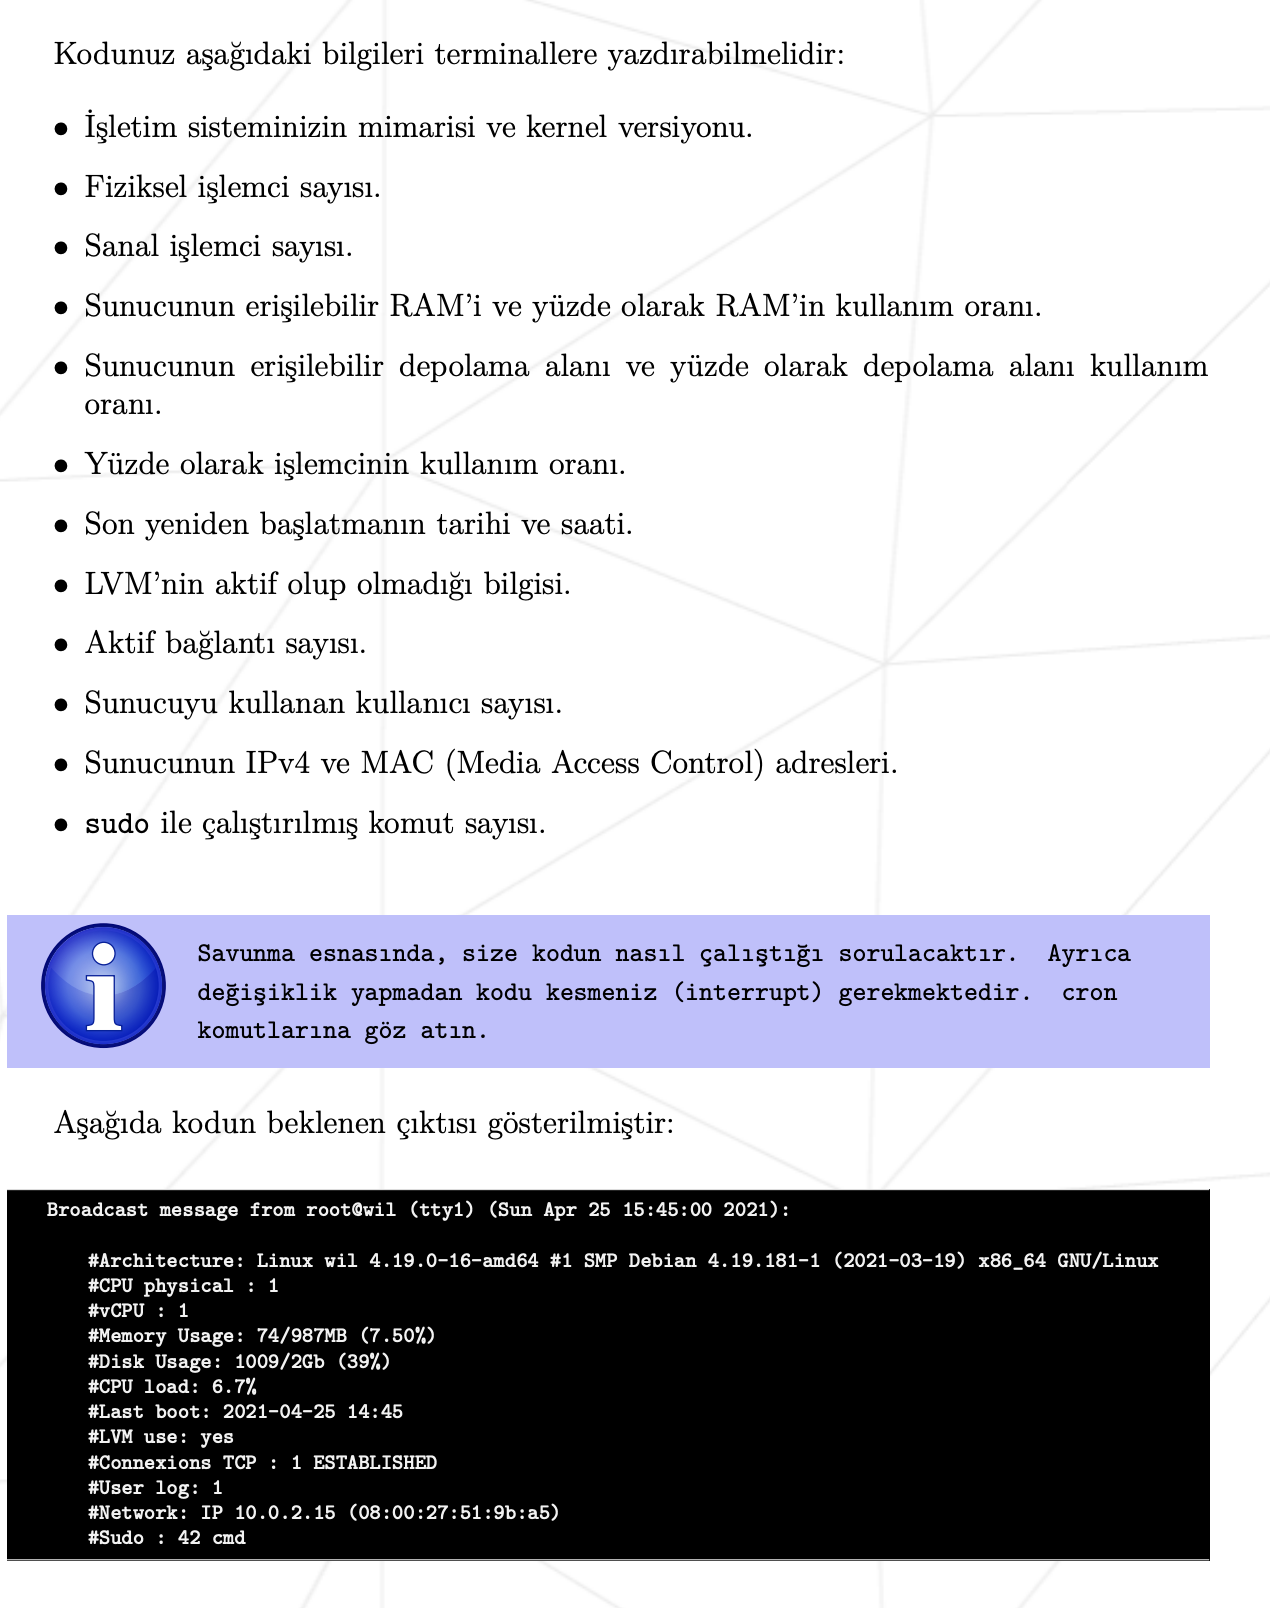 Kodunuz aşağıdaki bilgileri terminallere yazdırabilmelidir:
• İşletim sisteminizin mimarisi ve kernel versiyonu.
• Fiziksel işlemci sayısı.
• Sanal işlemci sayısı.
• Sunucunun erişilebilir RAM'i ve yüzde olarak RAM'in kullanım oranı.
• Sunucunun erişilebilir depolama alanı ve yüzde olarak depolama alanı kullanım
oranı.
• Yüzde olarak işlemcinin kullanım oranı.
• Son yeniden başlatmanın tarihi ve saati.
• LVM'nin aktif olup olmadığı bilgisi.
• Aktif bağlantı sayısı.
• Sunucuyu kullanan kullanıcı sayısı.
• Sunucunun IPv4 ve MAC (Media Access Control) adresleri.
• sudo ile çalıştırılmış komut sayısı.
Savunma esnasında, size kodun nasıl çalıştığı sorulacaktır. Ayrıca
değişiklik yapmadan kodu kesmeniz (interrupt) gerekmektedir. cron
komutlarına göz atın.
Aşağıda kodun beklenen çıktısı gösterilmiştir:
Broadcast message from root@wil (tty1) (Sun Apr 25 15:45:00 2021):
#Architecture: Linux wil 4.19.0-16-amd64 #1 SMP Debian 4.19.181-1 (2021-03-19) x86_64 GNU/Linux
#CPU physical : 1
#vCPU : 1
#Memory Usage: 74/987MB (7.50%)
#Disk Usage: 1009/2Gb (39%)
#CPU load: 6.7%
#Last boot: 2021-04-25 14:45
#LVM use: yes
#Connexions TCP : 1 ESTABLISHED
#User log: 1
#Network: IP 10.0.2.15 (08:00:27:51:9b:a5)
#Sudo : 42 cmd